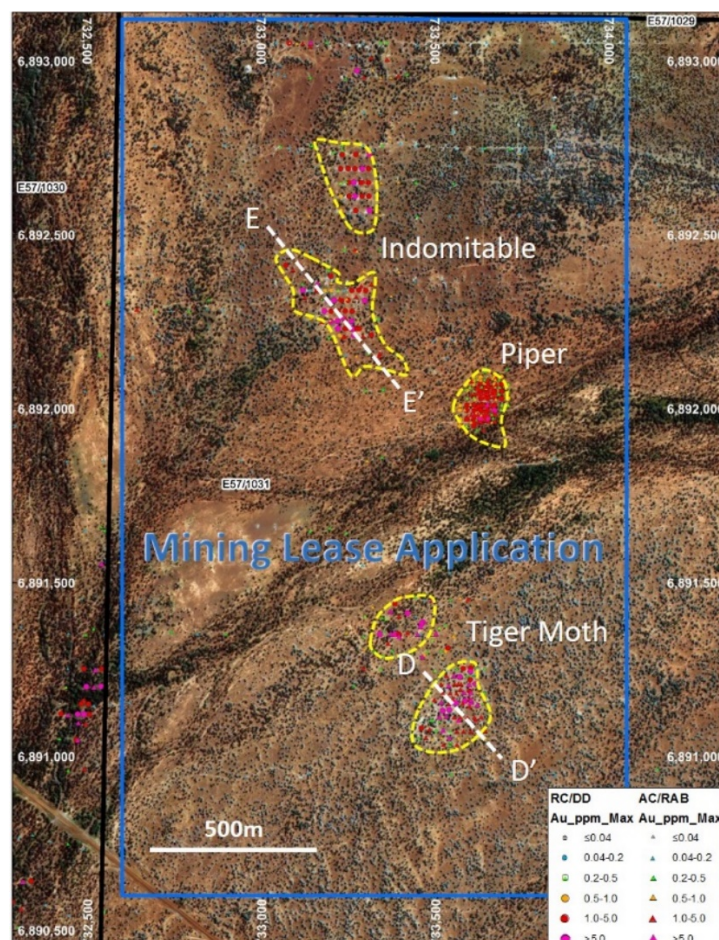 E57/1029
732,500
733,000
733,500
734,000
6,893,000
6,893,000
E57/1030
E
6,892,500
Indomitable
6,892,500
Piper
E'
6,892,000
6,892,000
E57/1031
Mining Lease Application
6,891,500
6,891,500
Tiger Moth
D
6,891,000
6,891,000
D'
500m
RC/DD AC/RAB
Au_ppm_Max Au_ppm_Max
≤0.04 ≤0.04
0.04-0.2 0.04-0.2
0.2-0.5 0.2-0.5
0.5-1.0 0.5-1.0
1.0-5.0 1.0-5.0
>5.0 >5.0
6,890,500
732,500
733,000
733,500